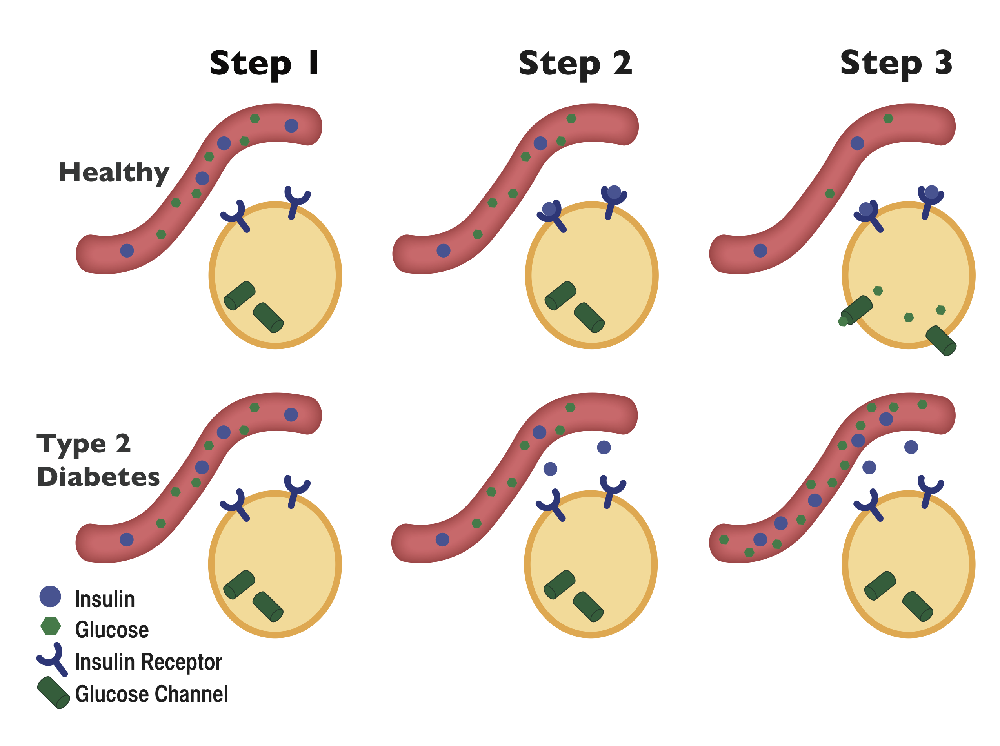 Step 1
Step 2
Step 3
Healthy
Type 2
Diabetes
Insulin
Glucose
Insulin Receptor
Glucose Channel